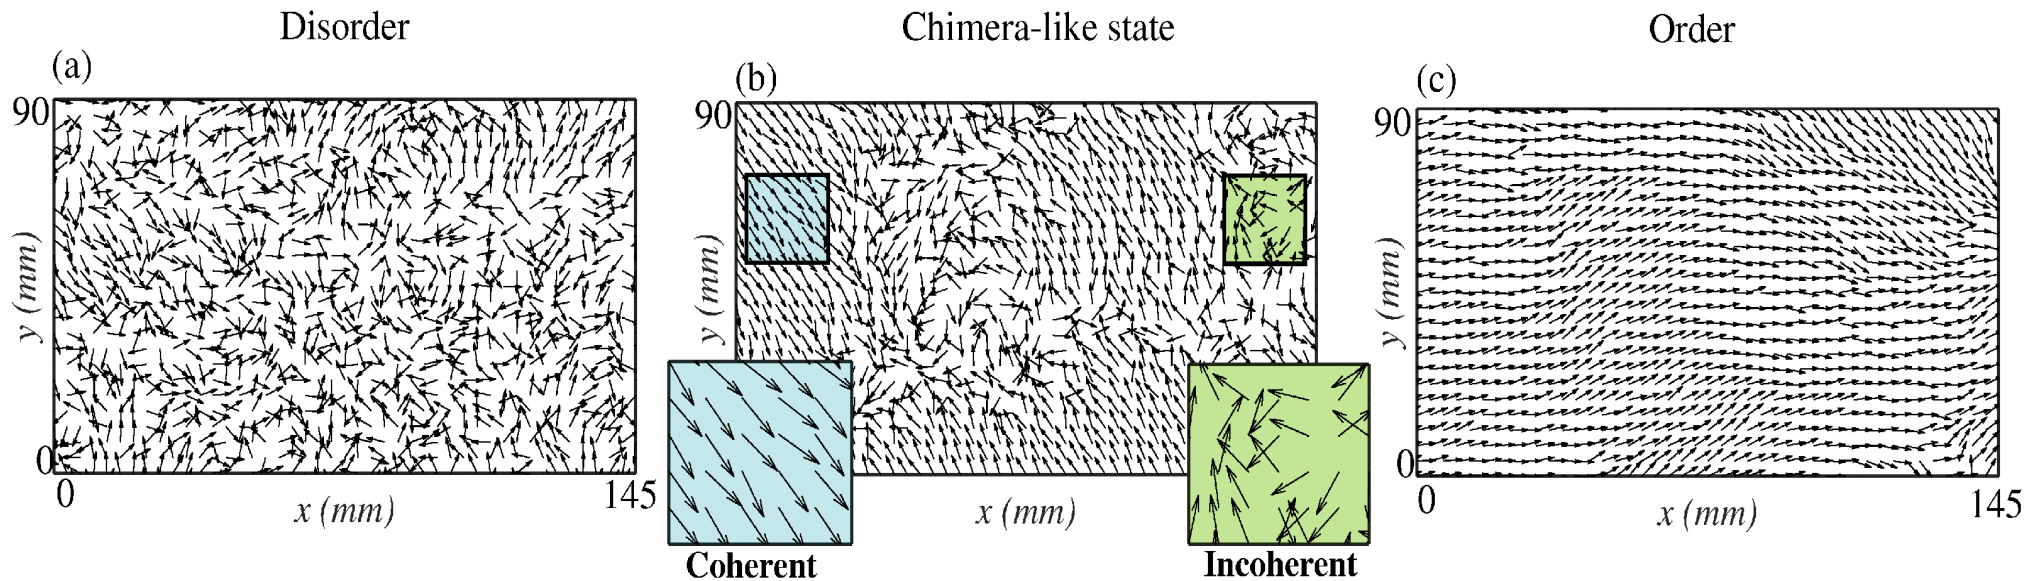 Disorder
Chimera-like state
Order
(a)
(b)
(c)
90
y (mm)
0
0
145
x (mm)
90
y (mm)
x (mm)
Coherent
Incoherent
90
y (mm)
0
0
145
x (mm)